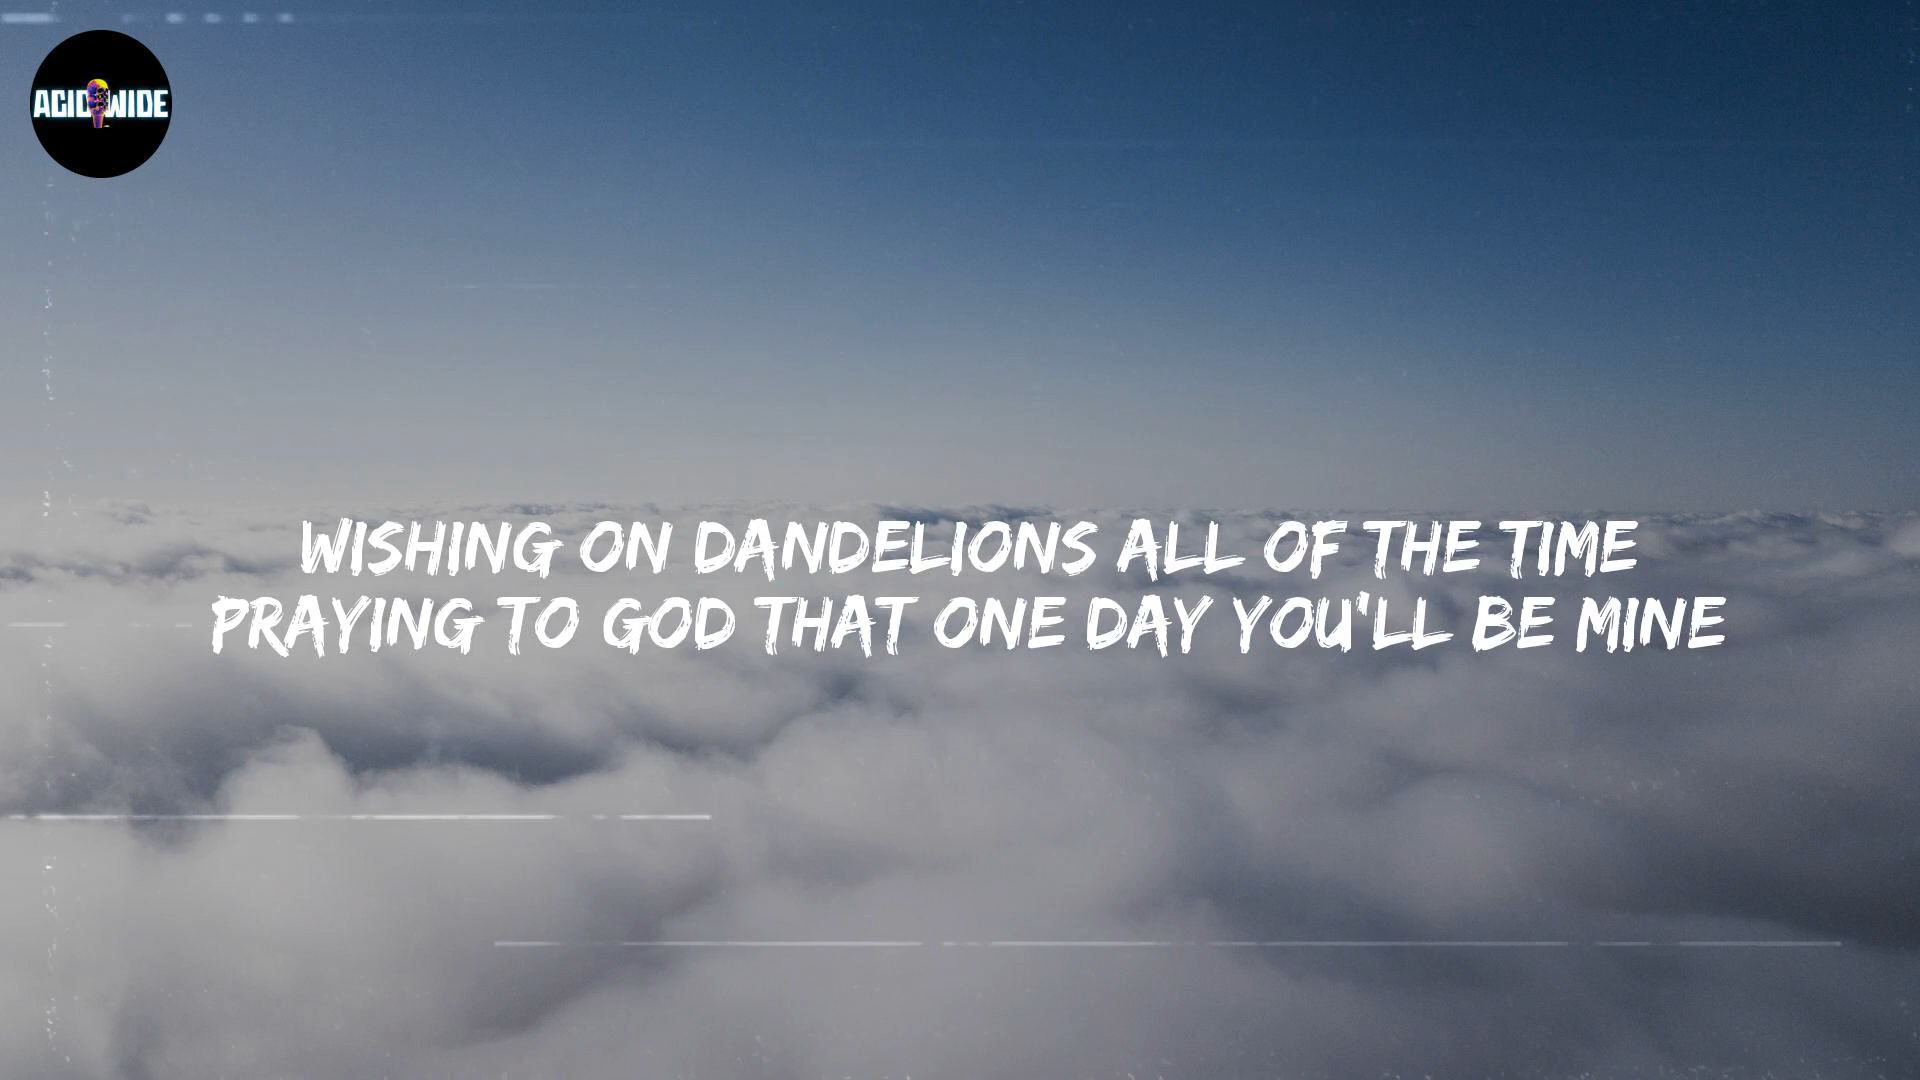 ACID WIDE
WISHING ON DANDELIONS ALL OF THE TIME
PRAYING TO GOD THAT ONE DAY YOU'LL BE MINE